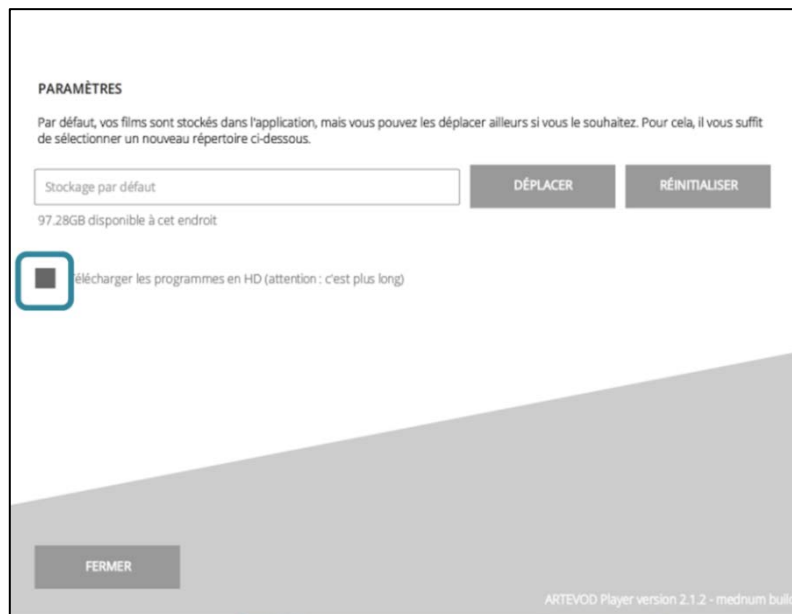 PARAMÈTRES
Par défaut, vos films sont stockés dans l'application, mais vous pouvez les déplacer ailleurs si vous le souhaitez. Pour cela, il vous suffit
de sélectionner un nouveau répertoire ci-dessous.
Stockage par défaut
DÉPLACER
RÉINITIALISER
97.28GB disponible à cet endroit
Télécharger les programmes en HD (attention : c'est plus long)
FERMER
ARTEVOD Player version 2.1.2 - mednum build